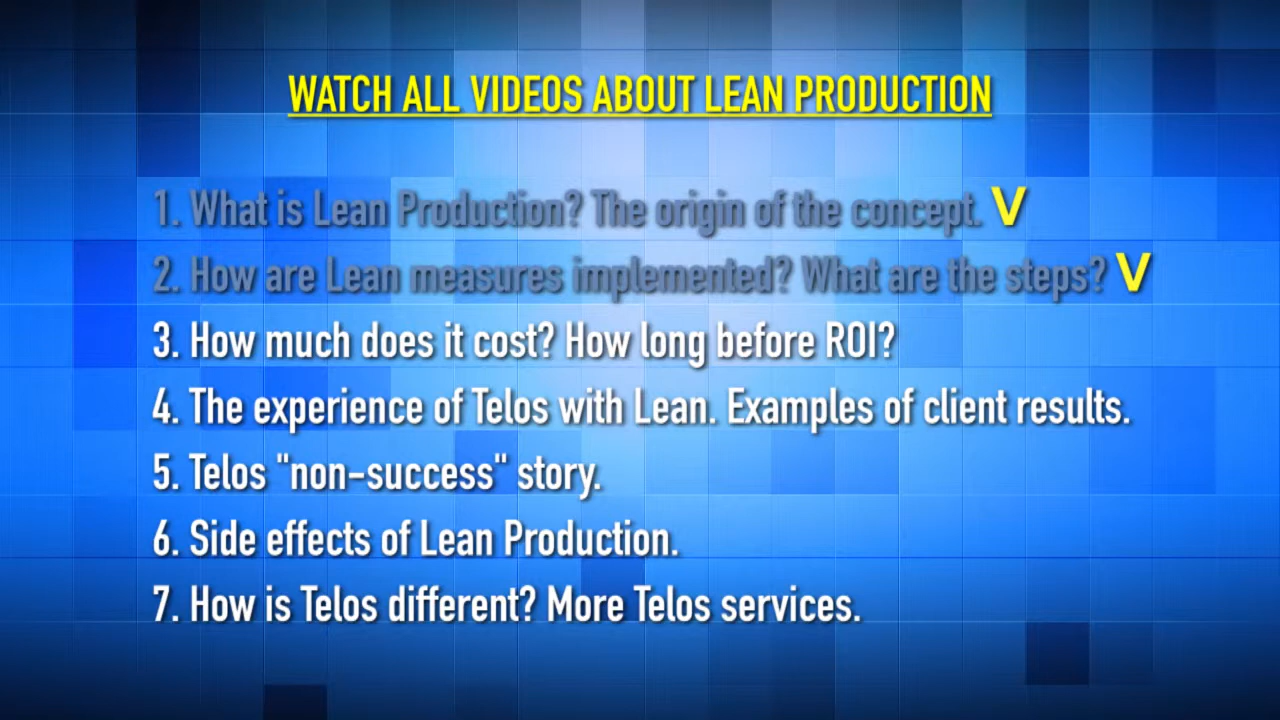 WATCH ALL VIDEOS ABOUT LEAN PRODUCTION
1. What is Lean Production? The origin of the concept. V
2. How are Lean measures implemented? What are the steps? V
3. How much does it cost? How long before ROI?
4. The experience of Telos with Lean. Examples of client results.
5. Telos "non-success" story.
6. Side effects of Lean Production.
7. How is Telos different? More Telos services.